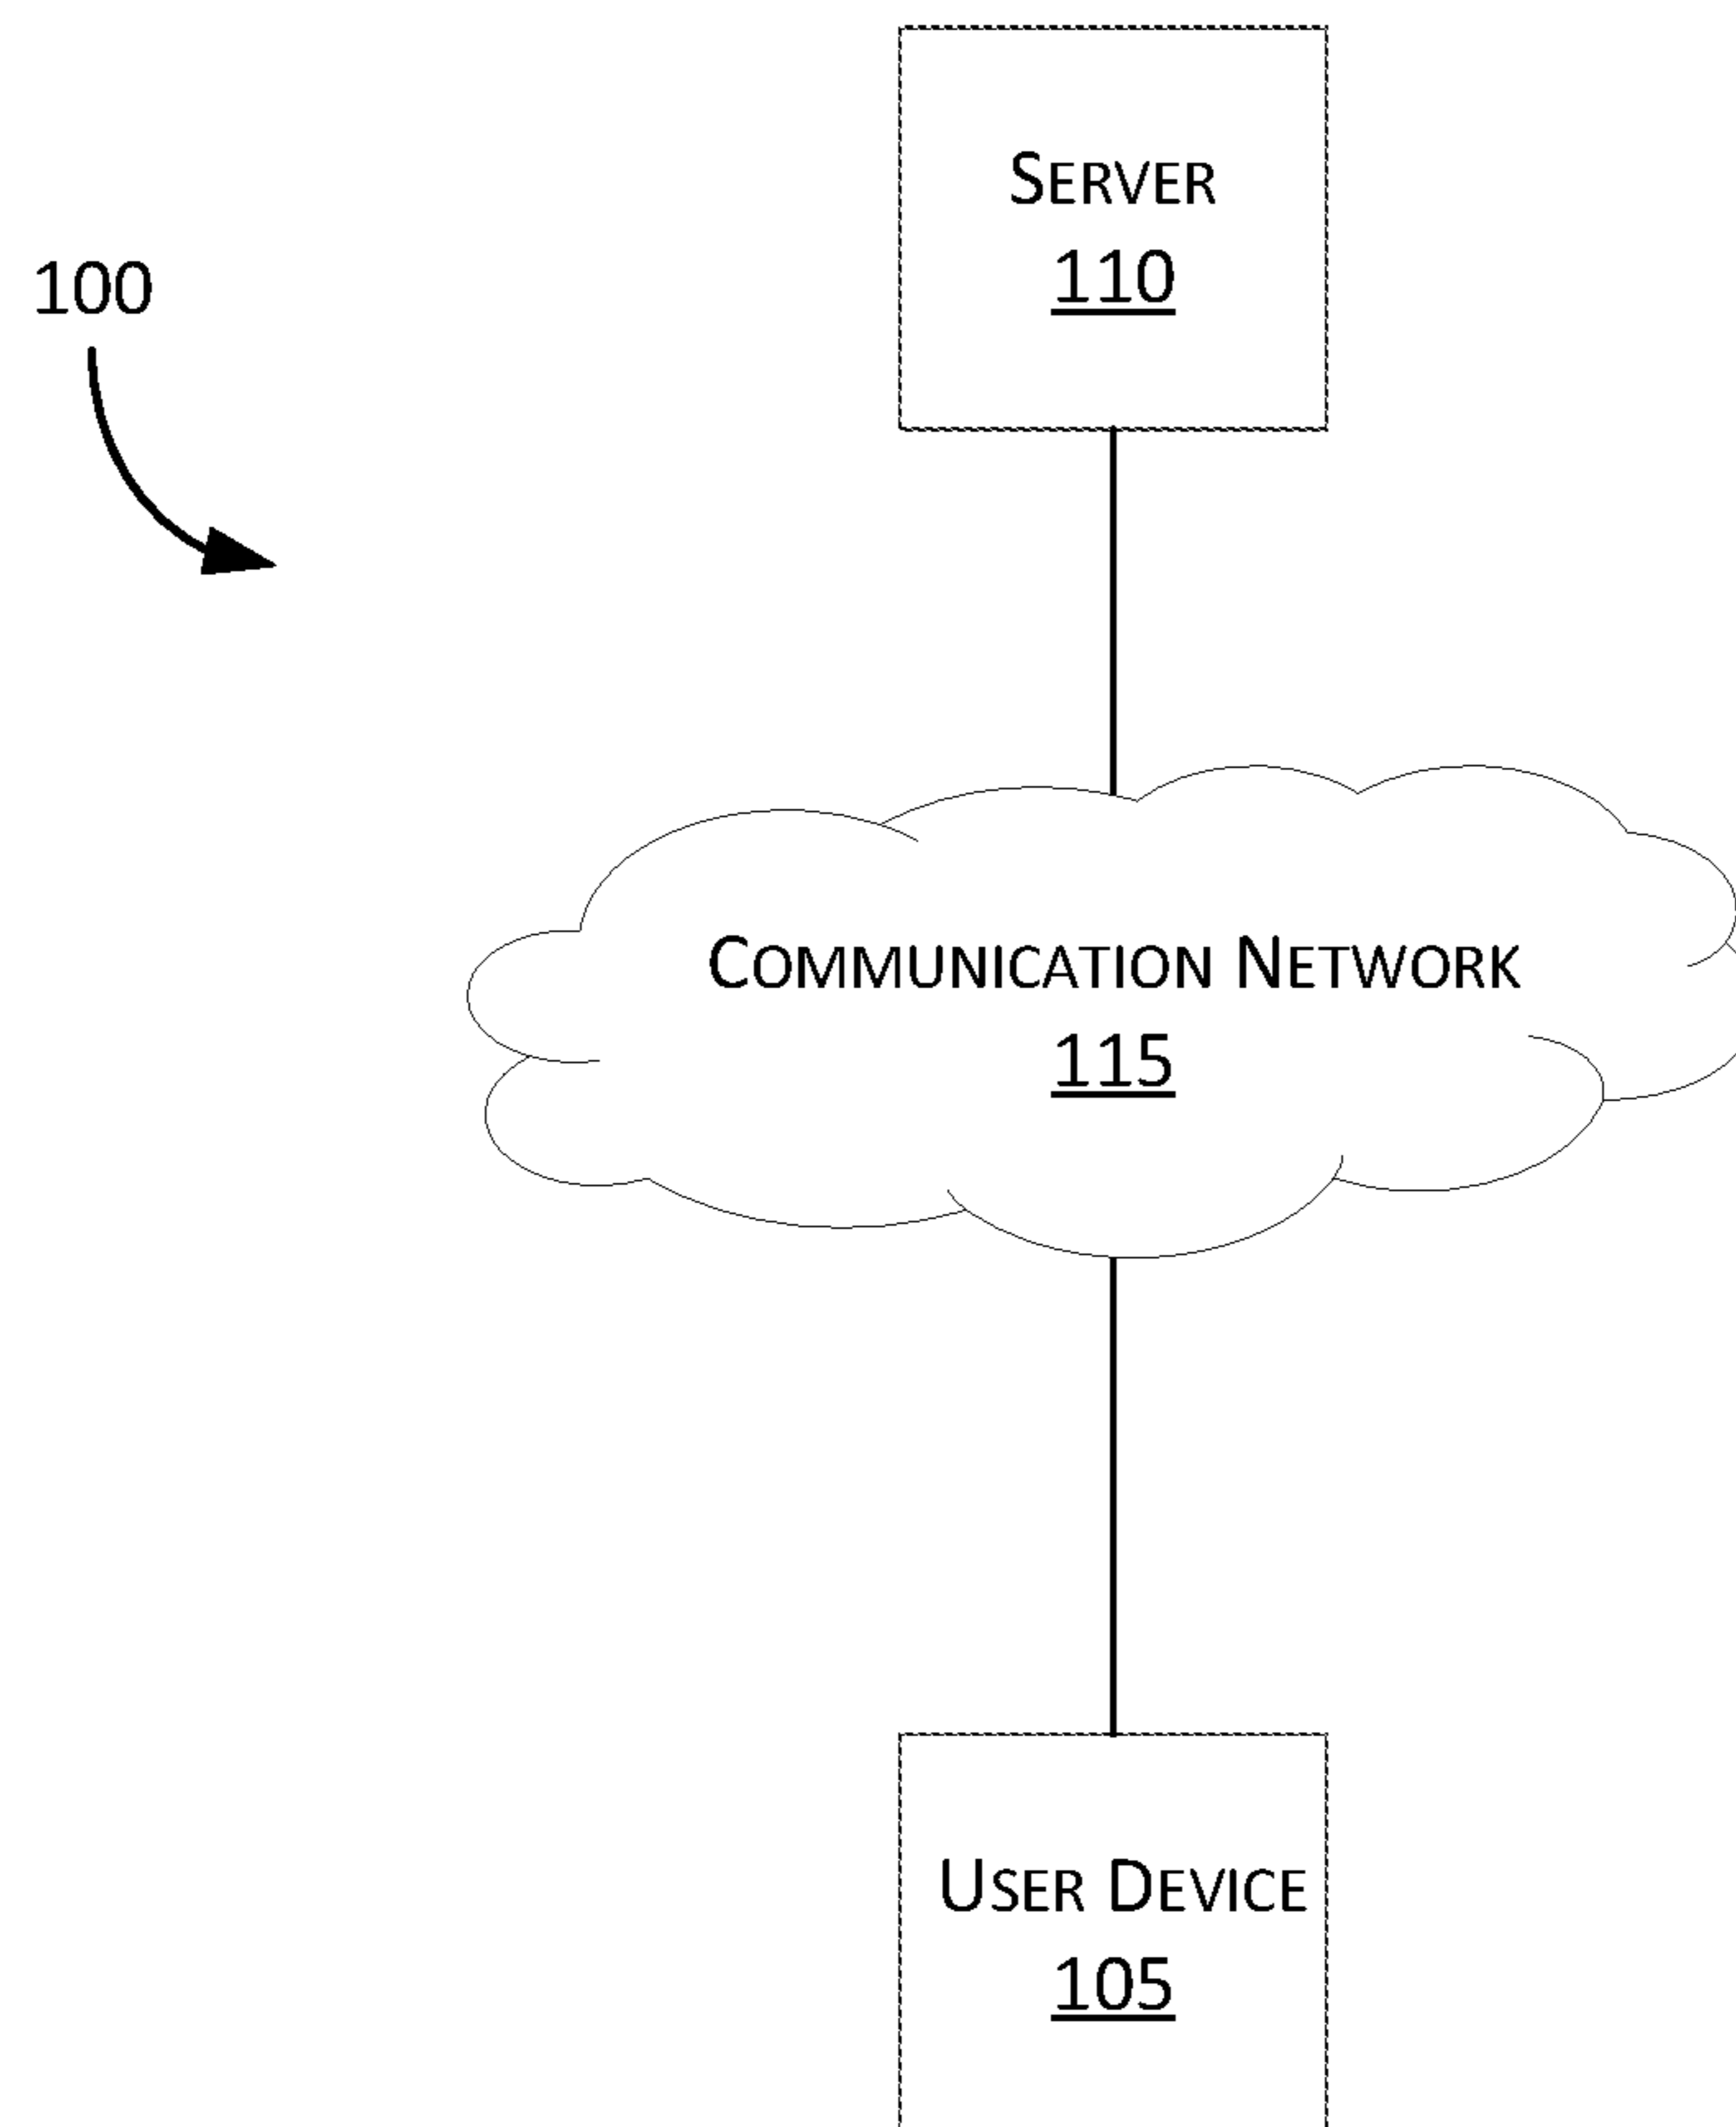 SERVER
110
100
COMMUNICATION NETWORK
115
USER DEVICE
105